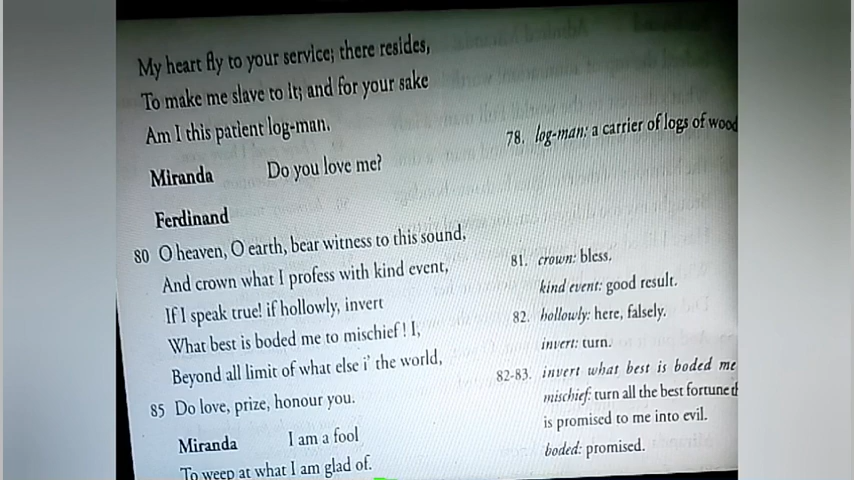 My heart fly to your service; there resides,
To make me slave to it; and for your sake
Am I this patient log-man.
78. log-man: a carrier of logs of wood
Miranda Do you love me?
Ferdinand
80 O heaven, O earth, bear witness to this sound,
And crown what I profess with kind event,
If I speak true! if hollowly, invert
What best is boded me to mischief! I,
Beyond all limit of what else i' the world,
85 Do love, prize, honour you.
Miranda I am a fool
To weep at what I am glad of.
81. crown: bless.
kind event: good result.
82. hollowly: here, falsely.
invert: turn.
82-83. invert what best is boded me
mischief: turn all the best fortune
is promised to me into evil.
boded: promised.